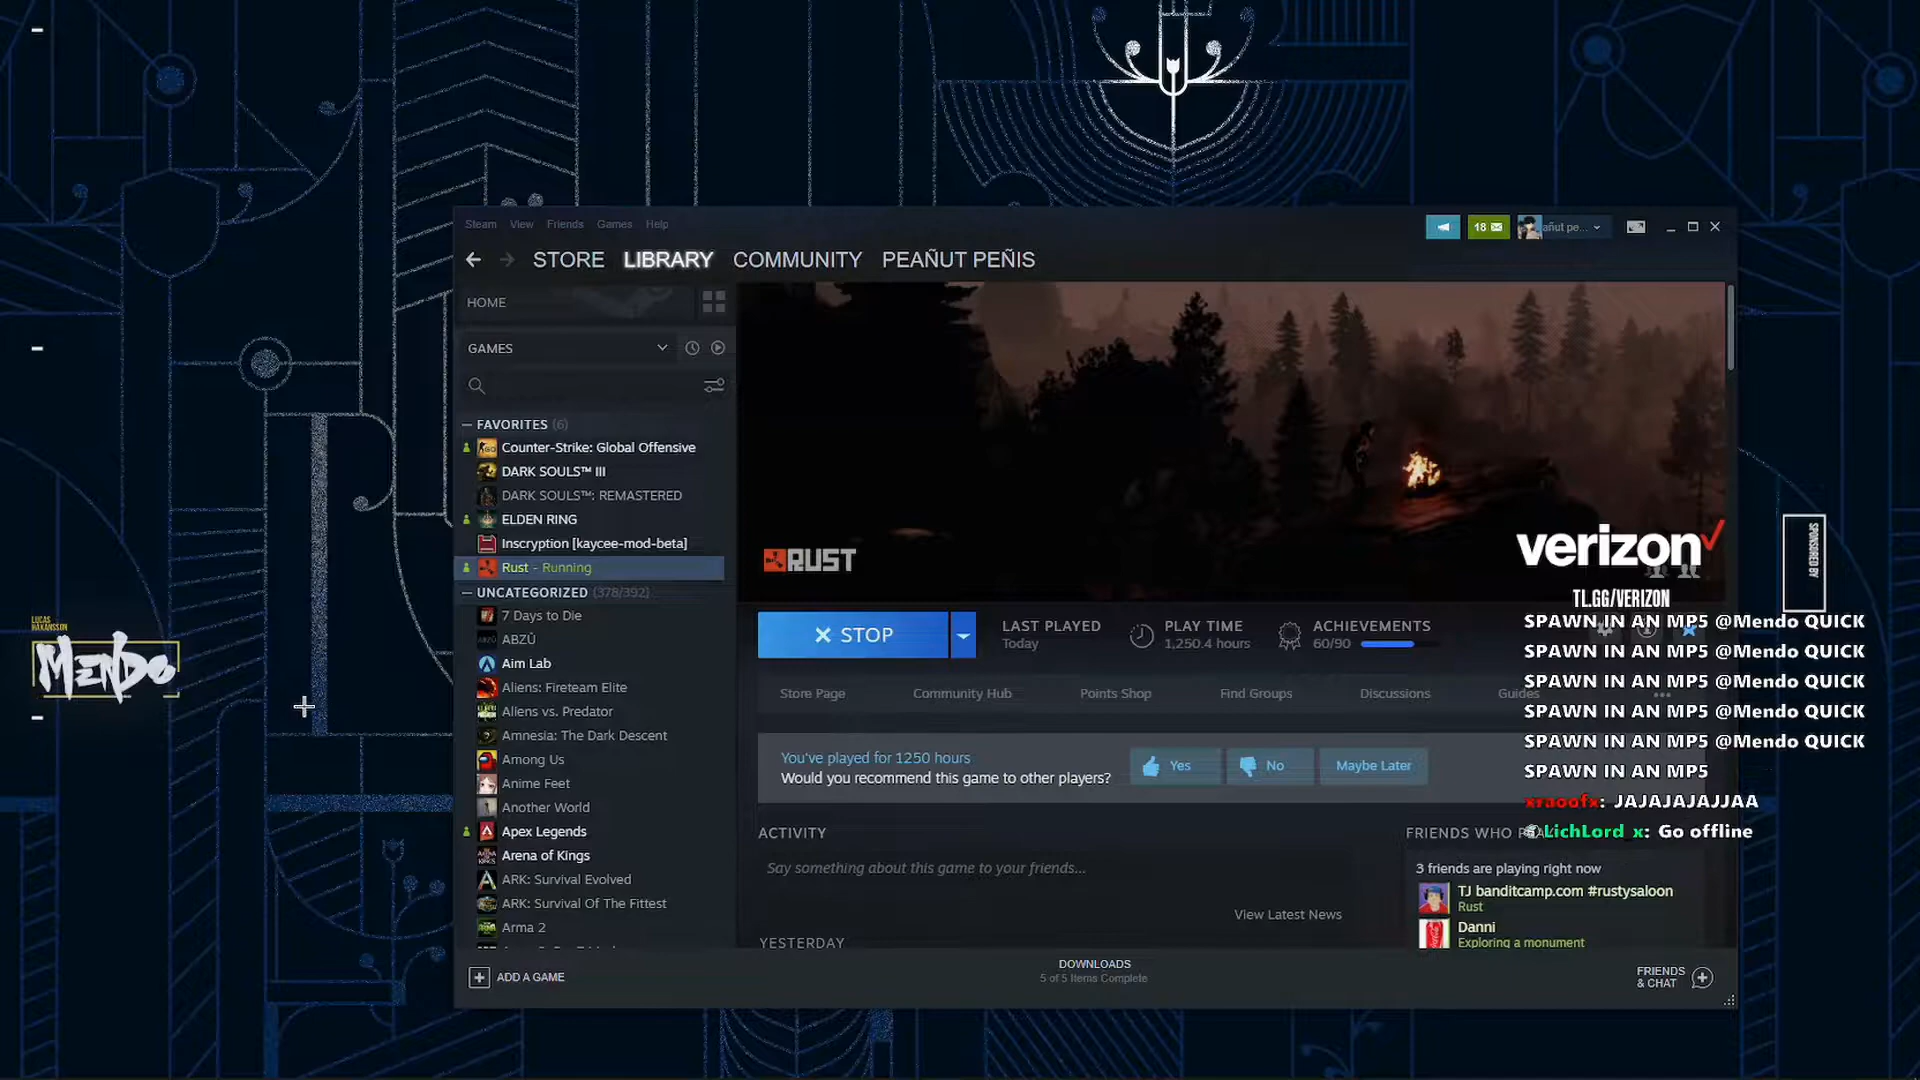 Steam View Friends Games Help
18
añut pe...
STORE LIBRARY COMMUNITY PEAÑUT PEÑIS
HOME
GAMES
FAVORITES (6)
Counter-Strike: Global Offensive
DARK SOULS™ III
DARK SOULS™: REMASTERED
ELDEN RING
Inscryption [kaycee-mod-beta]
Rust - Running
UNCATEGORIZED (378/392)
7 Days to Die
ABZÛ
Aim Lab
Aliens: Fireteam Elite
Aliens vs. Predator
Amnesia: The Dark Descent
Among Us
Anime Feet
Another World
Apex Legends
Arena of Kings
ARK: Survival Evolved
ARK: Survival Of The Fittest
Arma 2
ADD A GAME
RUST
STOP
LAST PLAYED
Today
PLAY TIME
1,250.4 hours
ACHIEVEMENTS
60/90
Store Page Community Hub Points Shop Find Groups Discussions Guides
You've played for 1250 hours
Would you recommend this game to other players?
Yes
No
Maybe Later
ACTIVITY
Say something about this game to your friends...
View Latest News
YESTERDAY
FRIENDS WHO
3 friends are playing right now
TJ banditcamp.com #rustysaloon
Rust
Danni
Exploring a monument
DOWNLOADS
5 of 5 Items Complete
FRIENDS
& CHAT
LUCAS
HAKANSSON
MENDO
verizon
SPONSORED BY
TL.GG/VERIZON
SPAWN IN AN MP5 @Mendo QUICK
SPAWN IN AN MP5 @Mendo QUICK
SPAWN IN AN MP5 @Mendo QUICK
SPAWN IN AN MP5 @Mendo QUICK
SPAWN IN AN MP5 @Mendo QUICK
SPAWN IN AN MP5
xraoofx: JAJAJAJAJJAA
LichLord_x: Go offline